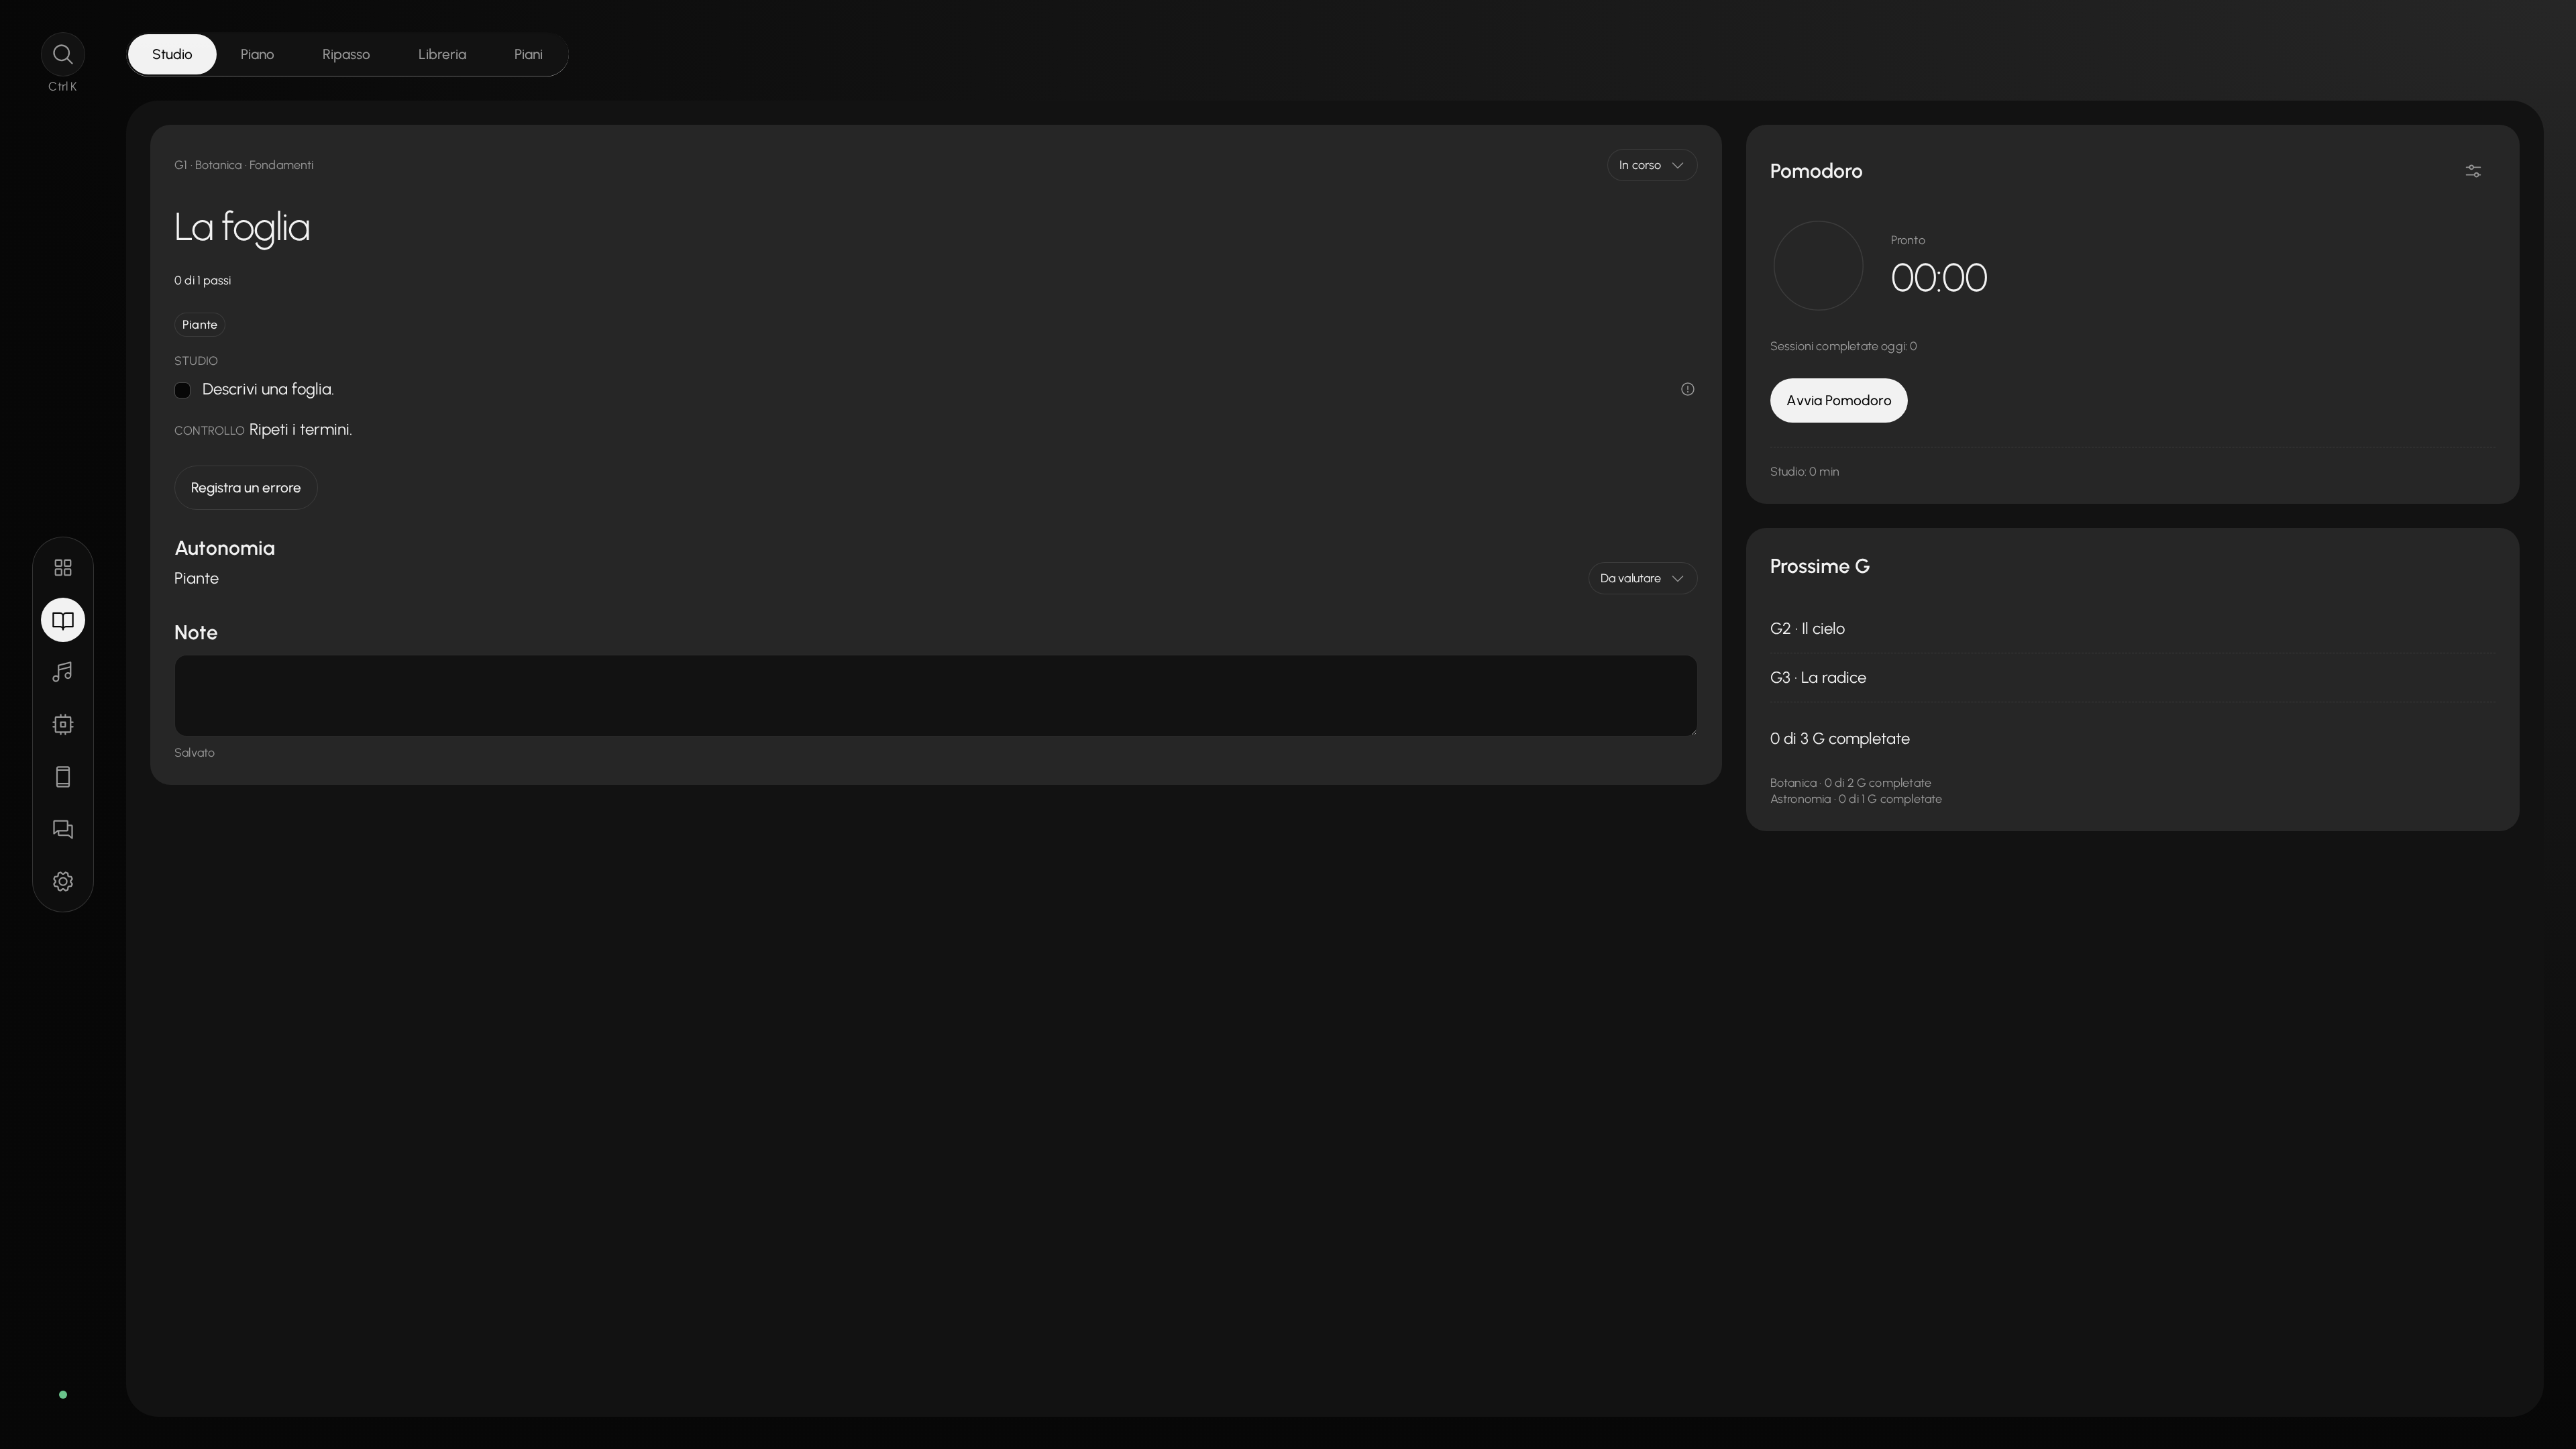 Ctrl K
Studio
Piano
Ripasso
Libreria
Piani
G1 · Botanica · Fondamenti
In corso
La foglia
0 di 1 passi
Piante
STUDIO
Descrivi una foglia.
CONTROLLO Ripeti i termini.
Registra un errore
Autonomia
Piante
Da valutare
Note
Salvato
Pomodoro
Pronto
00:00
Sessioni completate oggi: 0
Avvia Pomodoro
Studio: 0 min
Prossime G
G2 · Il cielo
G3 · La radice
0 di 3 G completate
Botanica · 0 di 2 G completate
Astronomia · 0 di 1 G completate